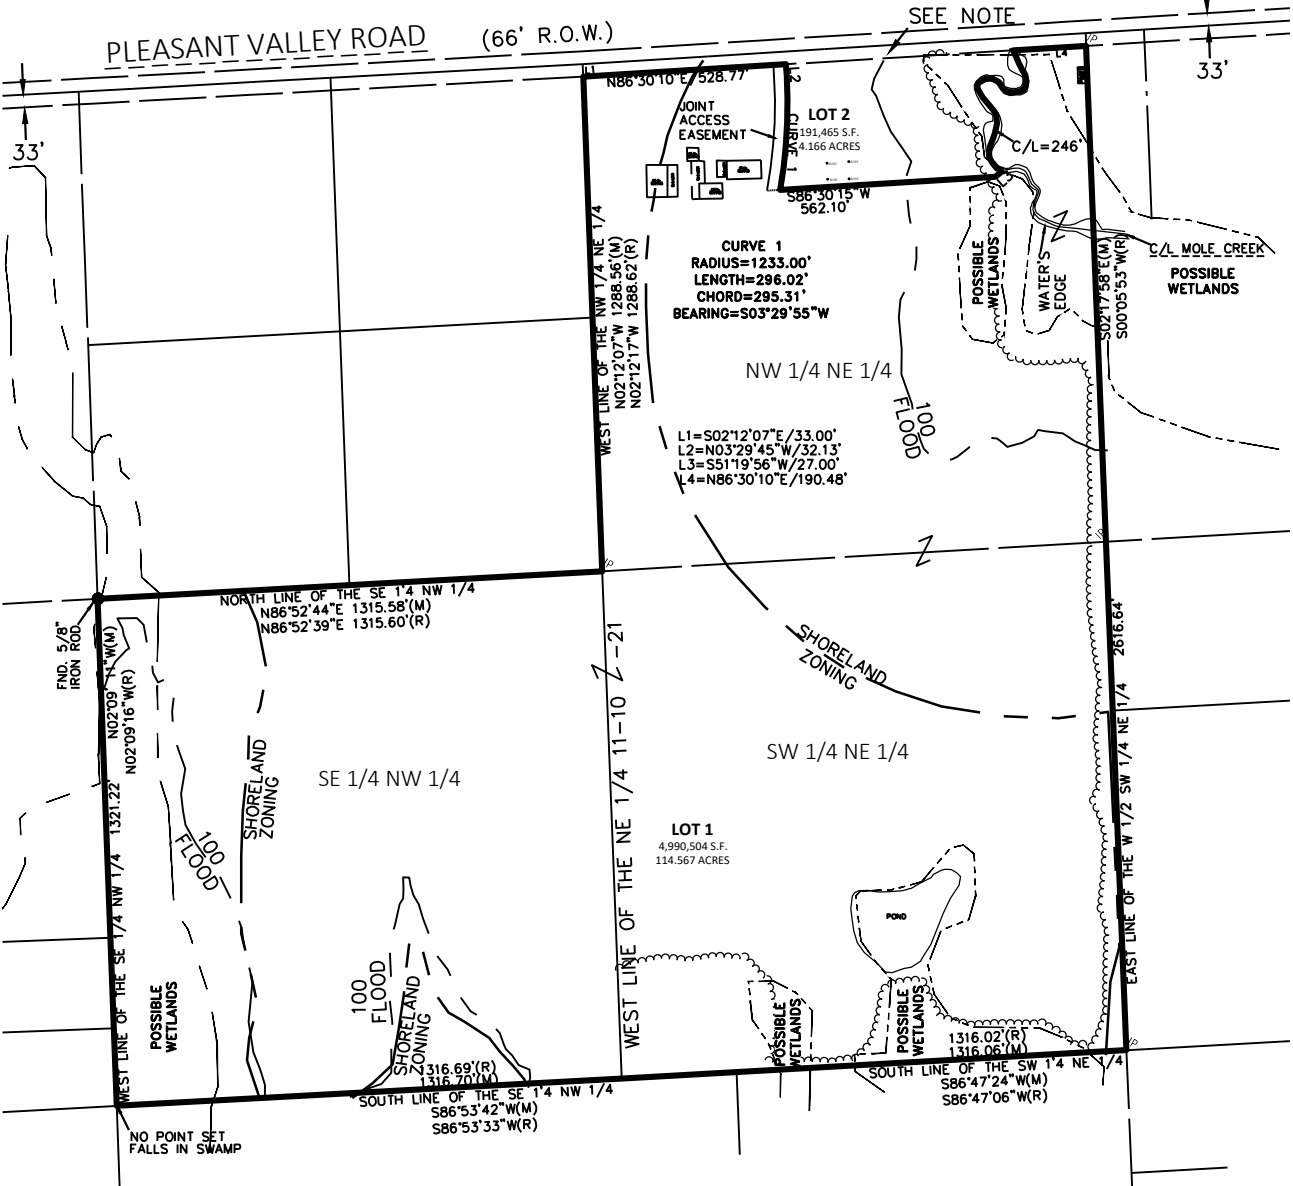 PLEASANT VALLEY ROAD (66' R.O.W.)
SEE NOTE
33'
33'
L1
N86°30'10"E/528.77'
L2
L4
JOINT
ACCESS
EASEMENT
CURVE 1
LOT 2
191,465 S.F.
4.166 ACRES
C/L=246'
S86°30'15"W
562.10'
CURVE 1
RADIUS=1233.00'
LENGTH=296.02'
CHORD=295.31'
BEARING=S03°29'55"W
POSSIBLE
WETLANDS
WATER'S
EDGE
C/L MOLE CREEK
POSSIBLE
WETLANDS
S02°17'58"E(M)
S00°05'53"W(R)
WEST LINE OF THE NW 1/4 NE 1/4
N02°12'07"W 1288.56'(M)
N02°12'17"W 1288.62'(R)
NW 1/4 NE 1/4
100
FLOOD
L1=S02°12'07"E/33.00'
L2=N03°29'45"W/32.13'
L3=S51°19'56"W/27.00'
L4=N86°30'10"E/190.48'
NORTH LINE OF THE SE 1'4 NW 1/4
N86°52'44"E 1315.58'(M)
N86°52'39"E 1315.60'(R)
FND. 5/8"
IRON ROD
N02°09' 11"W(M)
N02°09'16"W(R)
WEST LINE OF THE SE 1/4 NW 1/4 1321.22'
SHORELAND
ZONING
SE 1/4 NW 1/4
100
FLOOD
WEST LINE OF THE NE 1/4 11-10-21
SHORELAND
ZONING
SW 1/4 NE 1/4
LOT 1
4,990,504 S.F.
114.567 ACRES
EAST LINE OF THE W 1/2 SW 1/4 NE 1/4 2616.64'
POND
POSSIBLE
WETLANDS
100
FLOOD
SHORELAND
ZONING
POSSIBLE
WETLANDS
POSSIBLE
WETLANDS
1316.69'(R)
1316.70'(M)
SOUTH LINE OF THE SE 1'4 NW 1/4
S86°53'42"W(M)
S86°53'33"W(R)
1316.02'(R)
1316.06'(M)
SOUTH LINE OF THE SW 1'4 NE 1/4
S86°47'24"W(M)
S86°47'06"W(R)
NO POINT SET
FALLS IN SWAMP